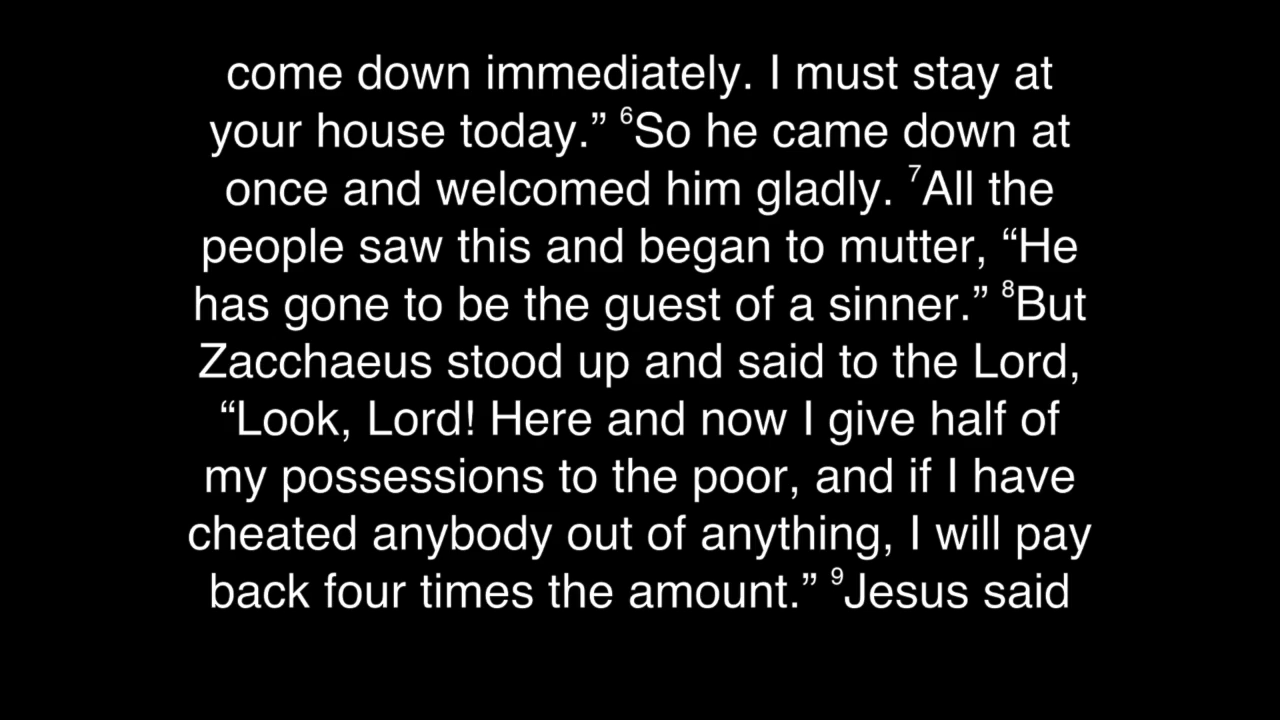 come down immediately. I must stay at
your house today.” ⁶So he came down at
once and welcomed him gladly. ⁷All the
people saw this and began to mutter, “He
has gone to be the guest of a sinner.” ⁸But
Zacchaeus stood up and said to the Lord,
“Look, Lord! Here and now I give half of
my possessions to the poor, and if I have
cheated anybody out of anything, I will pay
back four times the amount.” ⁹Jesus said